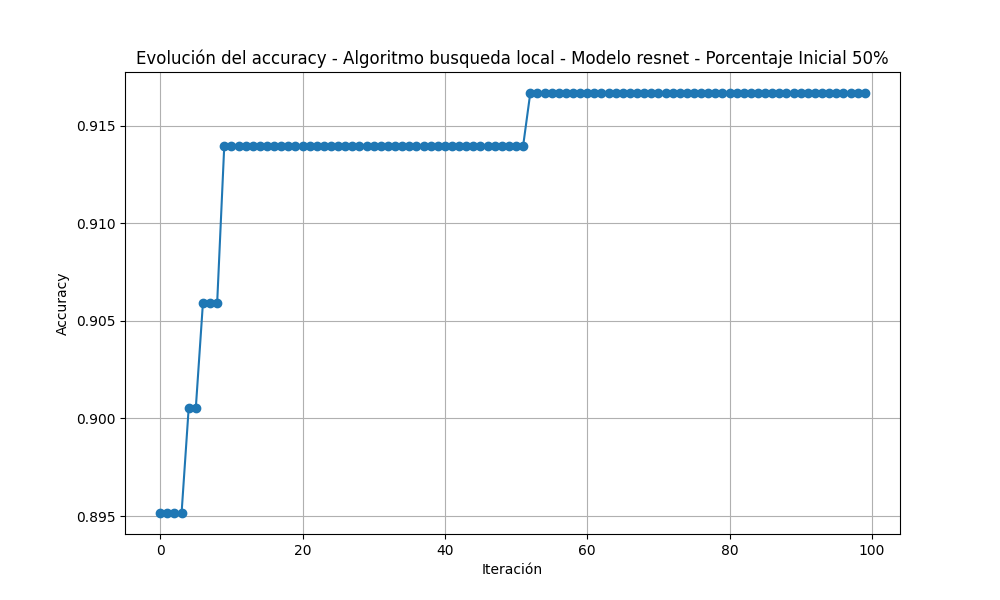 Evolución del accuracy - Algoritmo busqueda local - Modelo resnet - Porcentaje Inicial 50%
0.915
0.910
0.905
0.900
0.895
Accuracy
0 20 40 60 80 100
Iteración